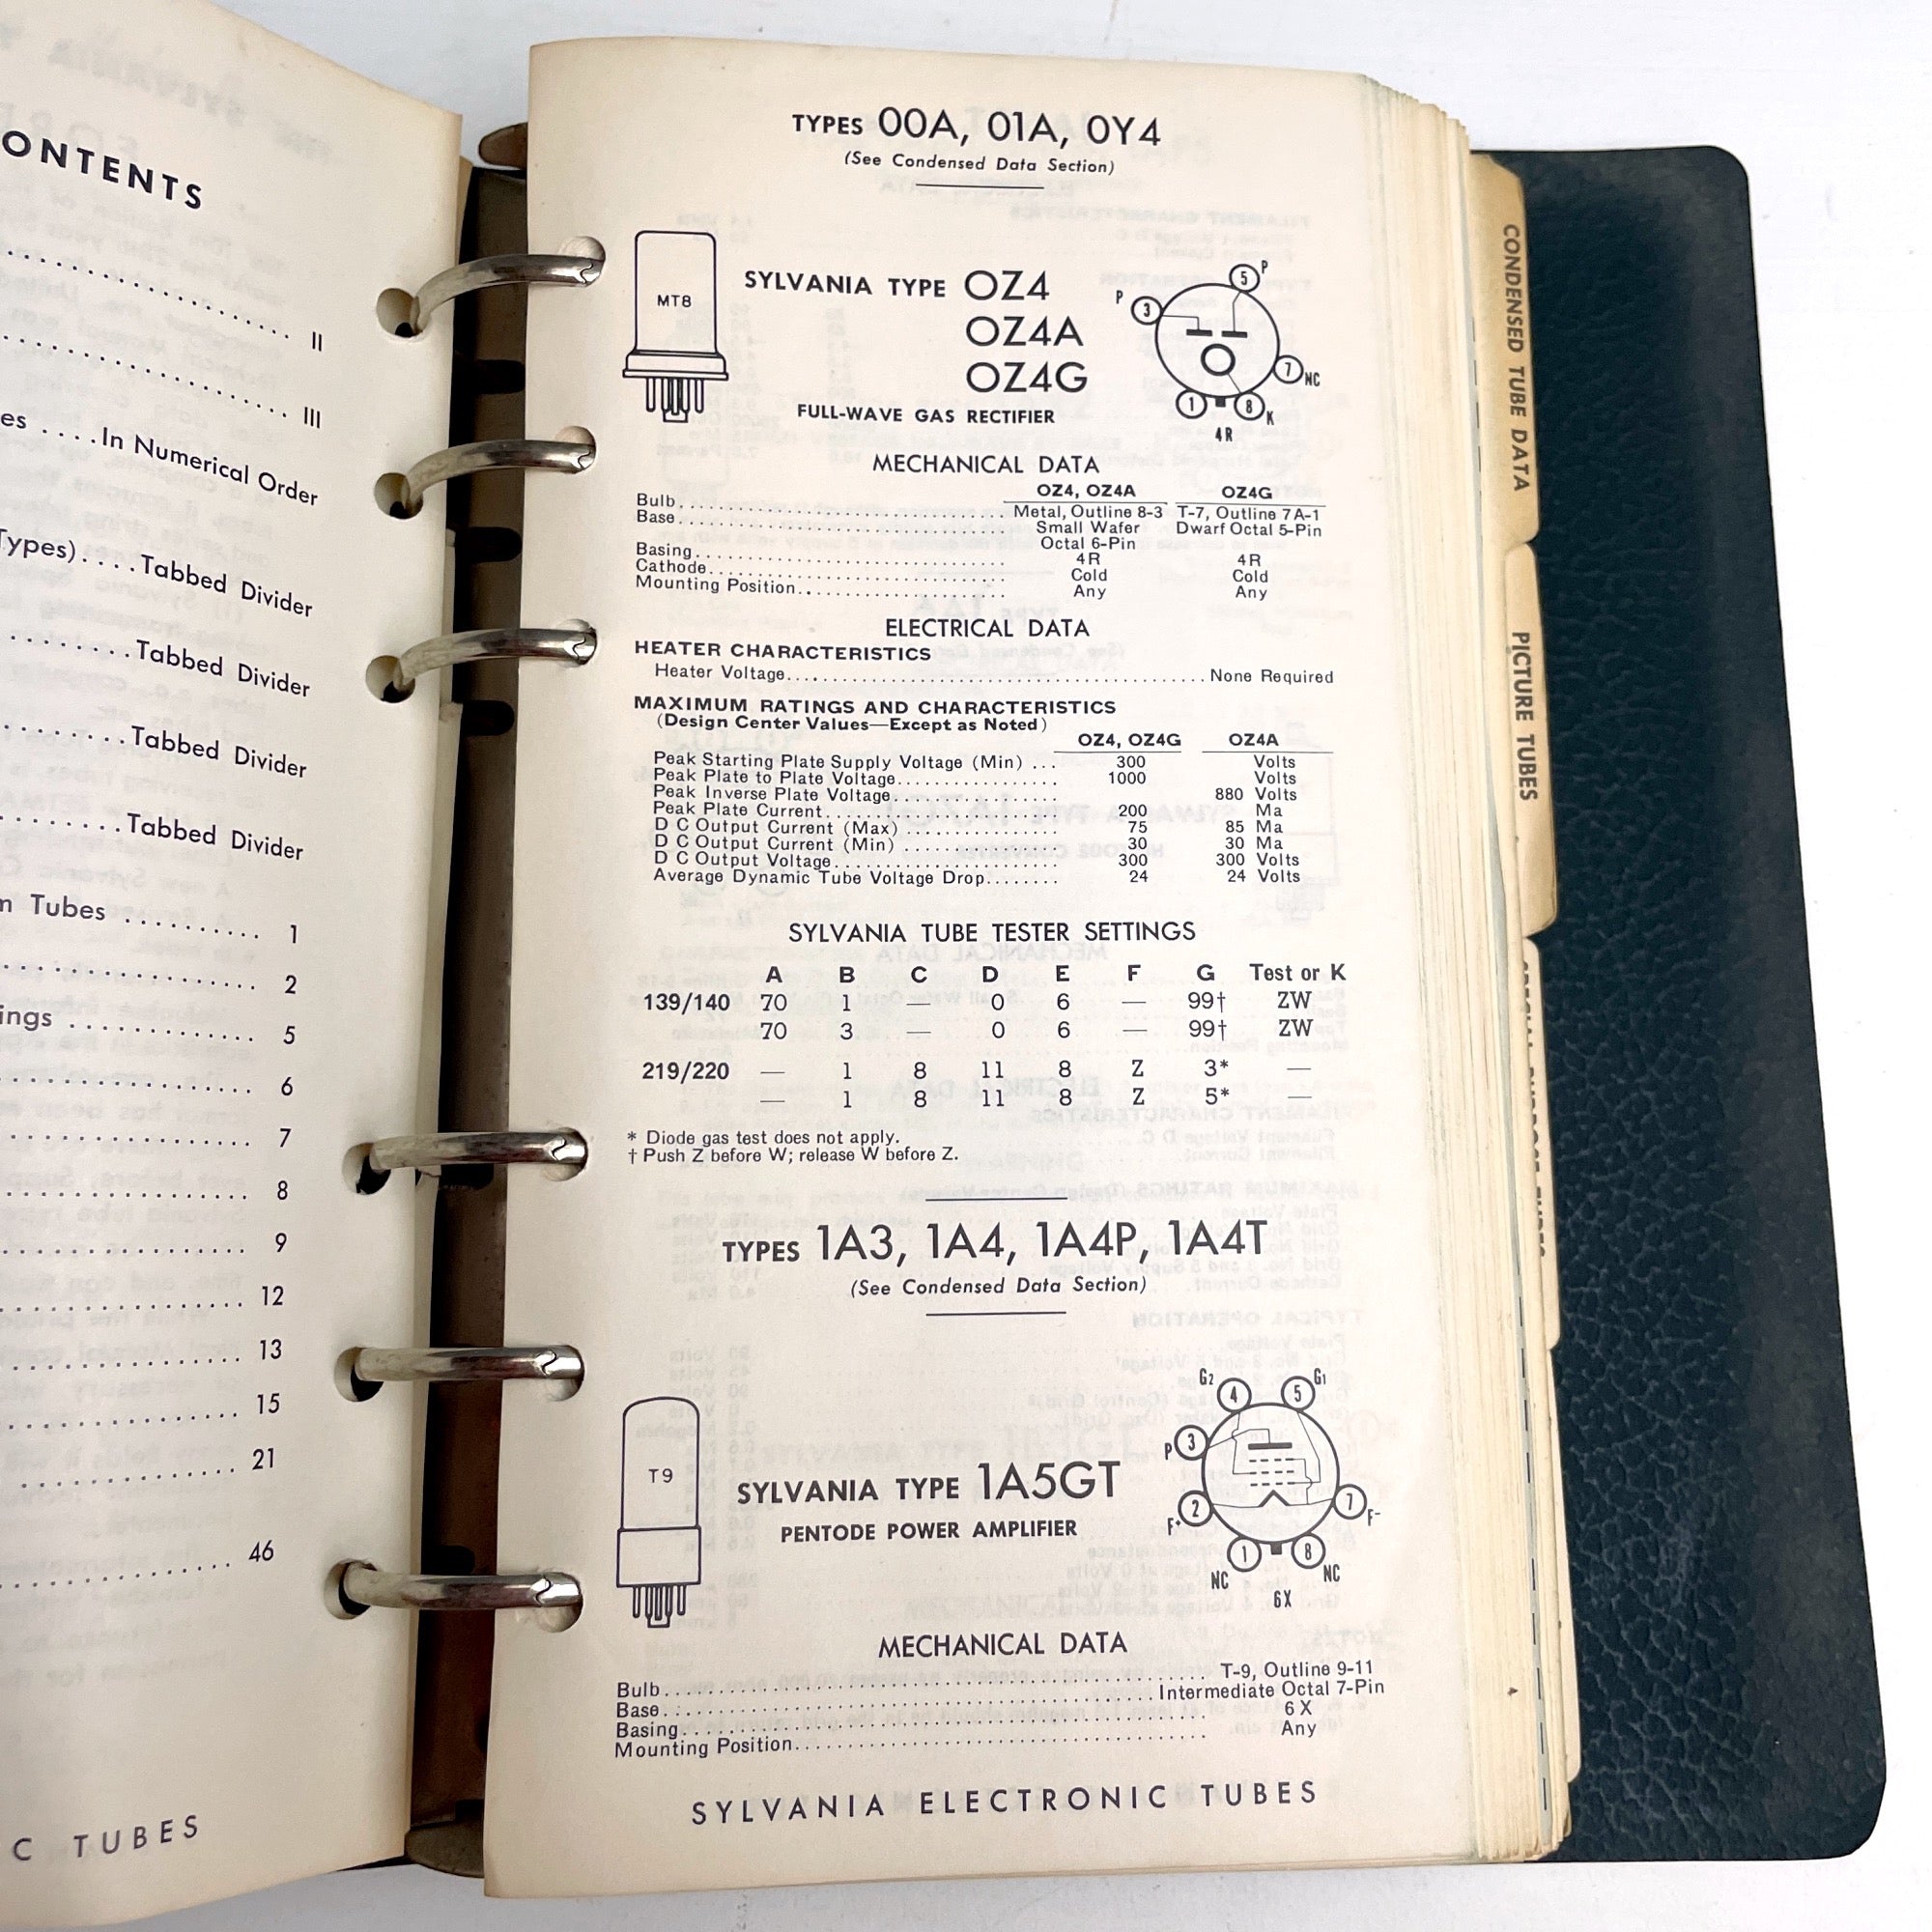 ONTENTS
II
III
es ....In Numerical Order
Types)....Tabbed Divider
Tabbed Divider
Tabbed Divider
Tabbed Divider
Tubes .......... 1
2
ings ............. 5
6
7
8
9
12
13
15
21
46
C TUBES
TYPES 00A, 01A, 0Y4
(See Condensed Data Section)
MT8
SYLVANIA TYPE OZ4
OZ4A
OZ4G
FULL-WAVE GAS RECTIFIER
P 3 5 P 7 NC 1 8 K
4R
MECHANICAL DATA
OZ4, OZ4A OZ4G
Bulb Metal, Outline 8-3 T-7, Outline 7A-1
Base Small Wafer Dwarf Octal 5-Pin
Octal 6-Pin
Basing 4R 4R
Cathode Cold Cold
Mounting Position Any Any
ELECTRICAL DATA
HEATER CHARACTERISTICS
Heater Voltage None Required
MAXIMUM RATINGS AND CHARACTERISTICS
(Design Center Values—Except as Noted)
OZ4, OZ4G OZ4A
Peak Starting Plate Supply Voltage (Min) ... 300 Volts
Peak Plate to Plate Voltage 1000 Volts
Peak Inverse Plate Voltage 880 Volts
Peak Plate Current 200 Ma
D C Output Current (Max) 75 85 Ma
D C Output Current (Min) 30 30 Ma
D C Output Voltage 300 300 Volts
Average Dynamic Tube Voltage Drop 24 24 Volts
SYLVANIA TUBE TESTER SETTINGS
A B C D E F G Test or K
139/140 70 1 — 0 6 — 99† ZW
70 3 — 0 6 — 99† ZW
219/220 — 1 8 11 8 Z 3* —
— 1 8 11 8 Z 5* —
* Diode gas test does not apply.
† Push Z before W; release W before Z.
TYPES 1A3, 1A4, 1A4P, 1A4T
(See Condensed Data Section)
T9
SYLVANIA TYPE 1A5GT
PENTODE POWER AMPLIFIER
G2 4 5 G1 P 3 2 F+ 7 F- 1 NC 8 NC
6X
MECHANICAL DATA
Bulb T-9, Outline 9-11
Base Intermediate Octal 7-Pin
Basing 6X
Mounting Position Any
SYLVANIA ELECTRONIC TUBES
CONDENSED TUBE DATA
PICTURE TUBES